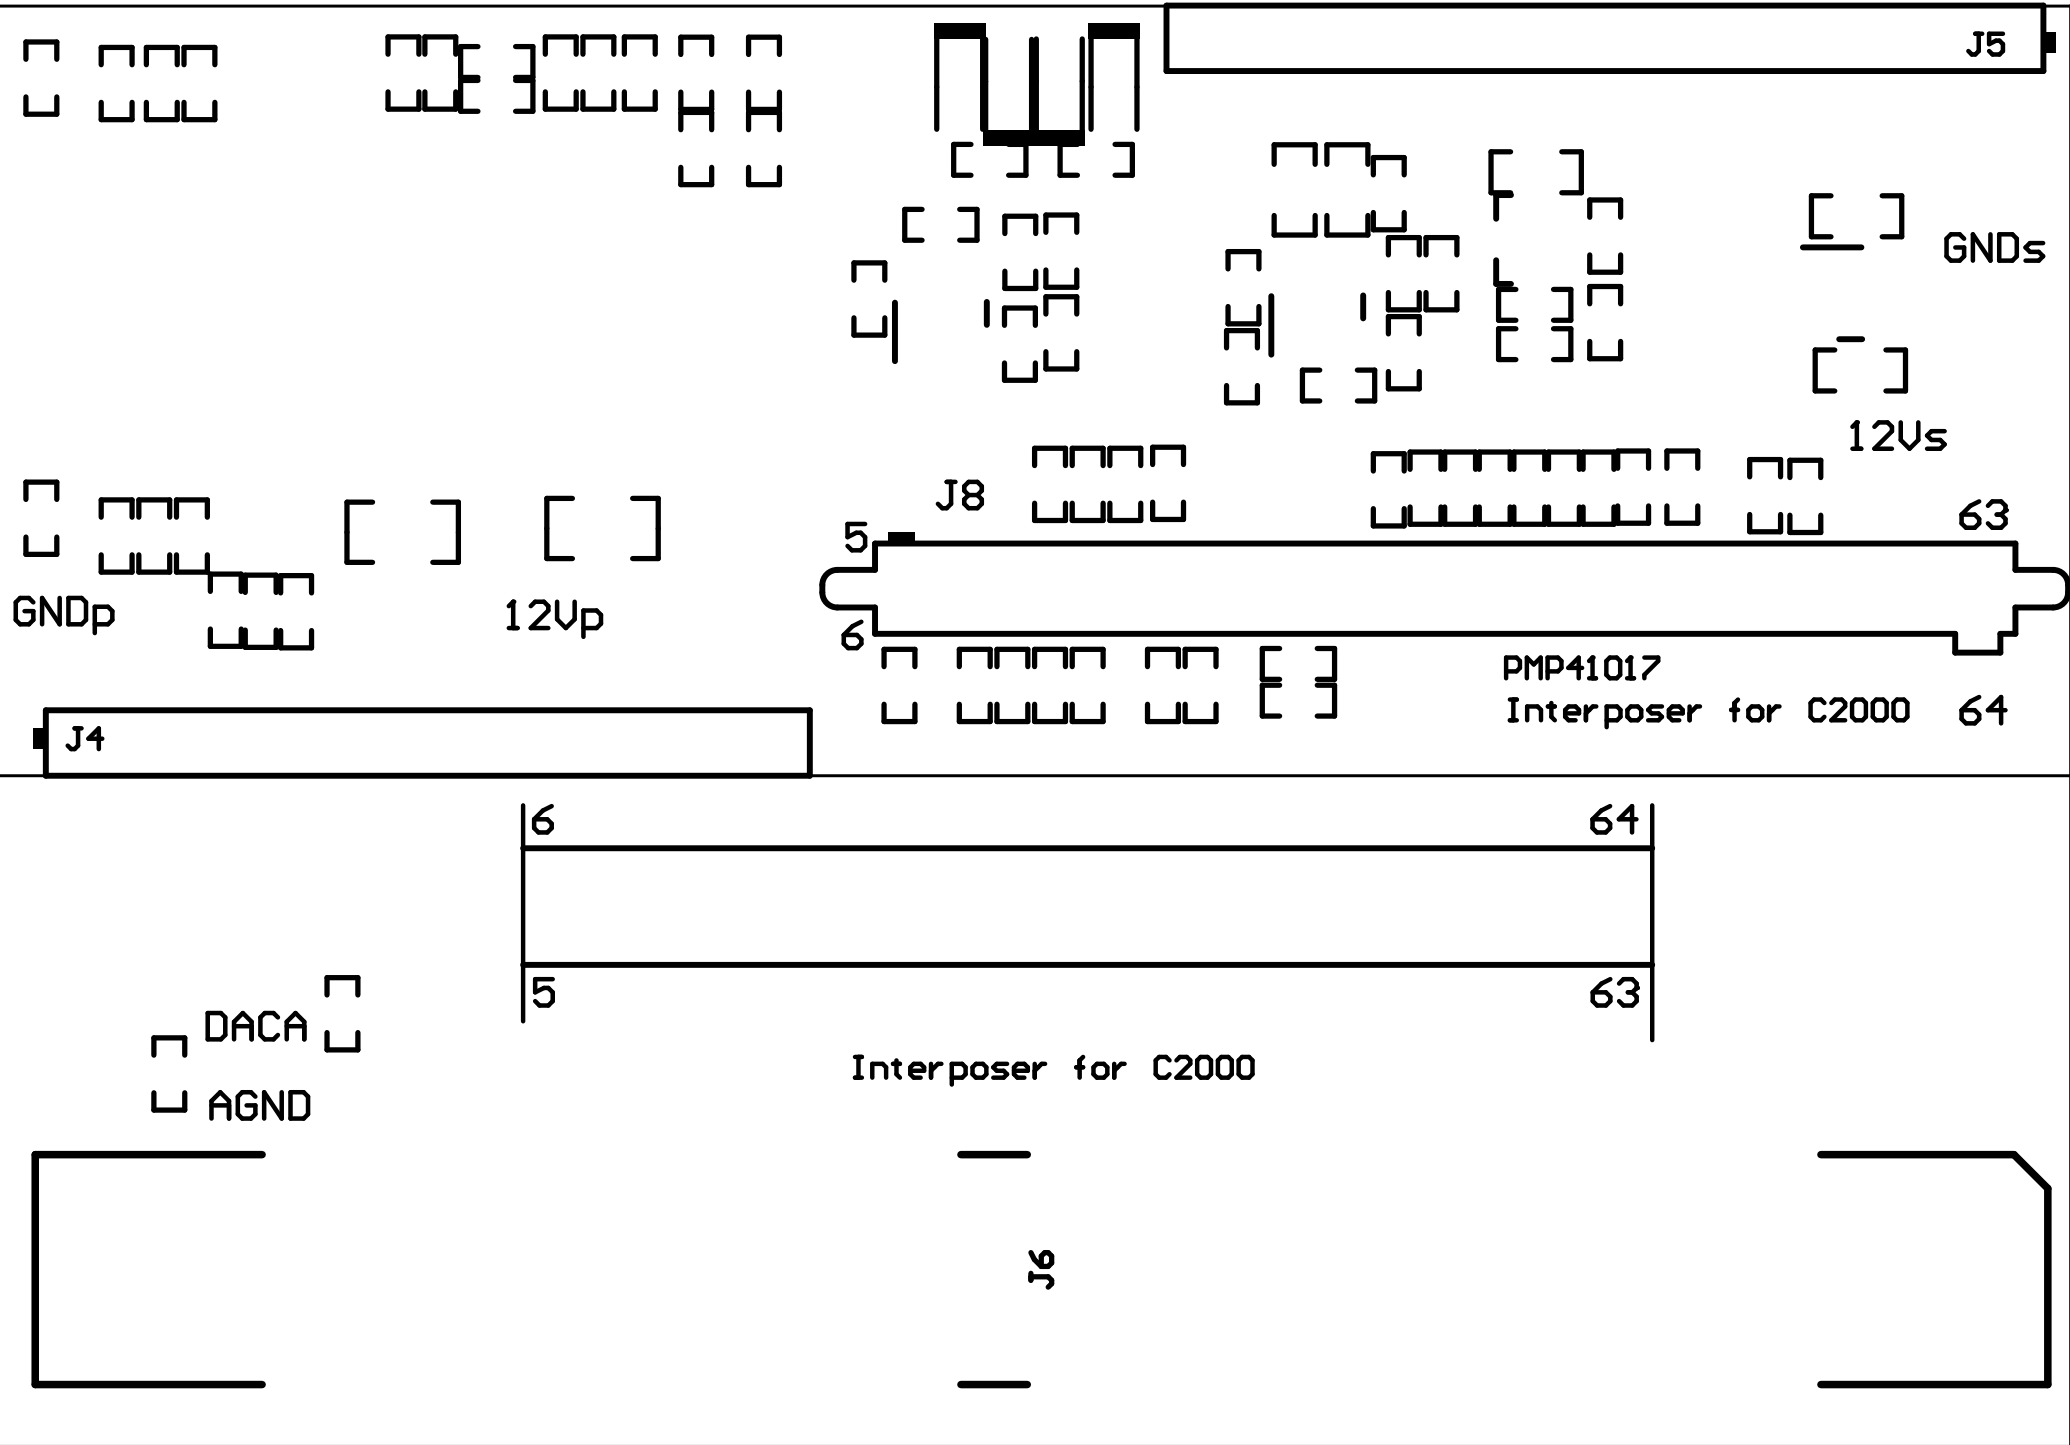 J5
GNDs
12Vs
J8
5
63
GNDp
12Vp
6
PMP41017
Interposer for C2000
64
J4
6
64
5
63
DACA
Interposer for C2000
AGND
J6